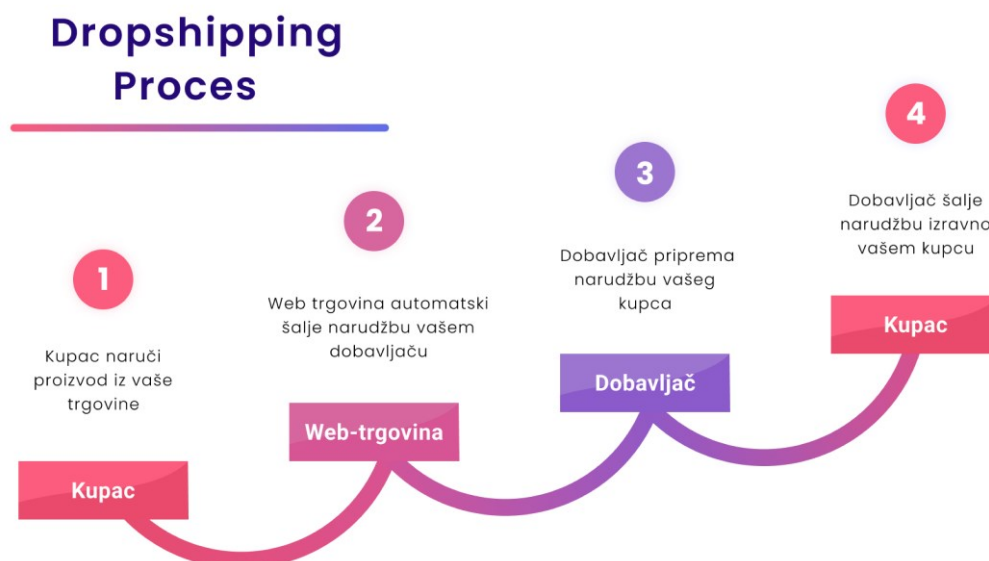 Dropshipping
Proces
1
Kupac naruči
proizvod iz vaše
trgovine
Kupac
2
Web trgovina automatski
šalje narudžbu vašem
dobavljaču
Web-trgovina
3
Dobavljač priprema
narudžbu vašeg
kupca
Dobavljač
4
Dobavljač šalje
narudžbu izravno
vašem kupcu
Kupac